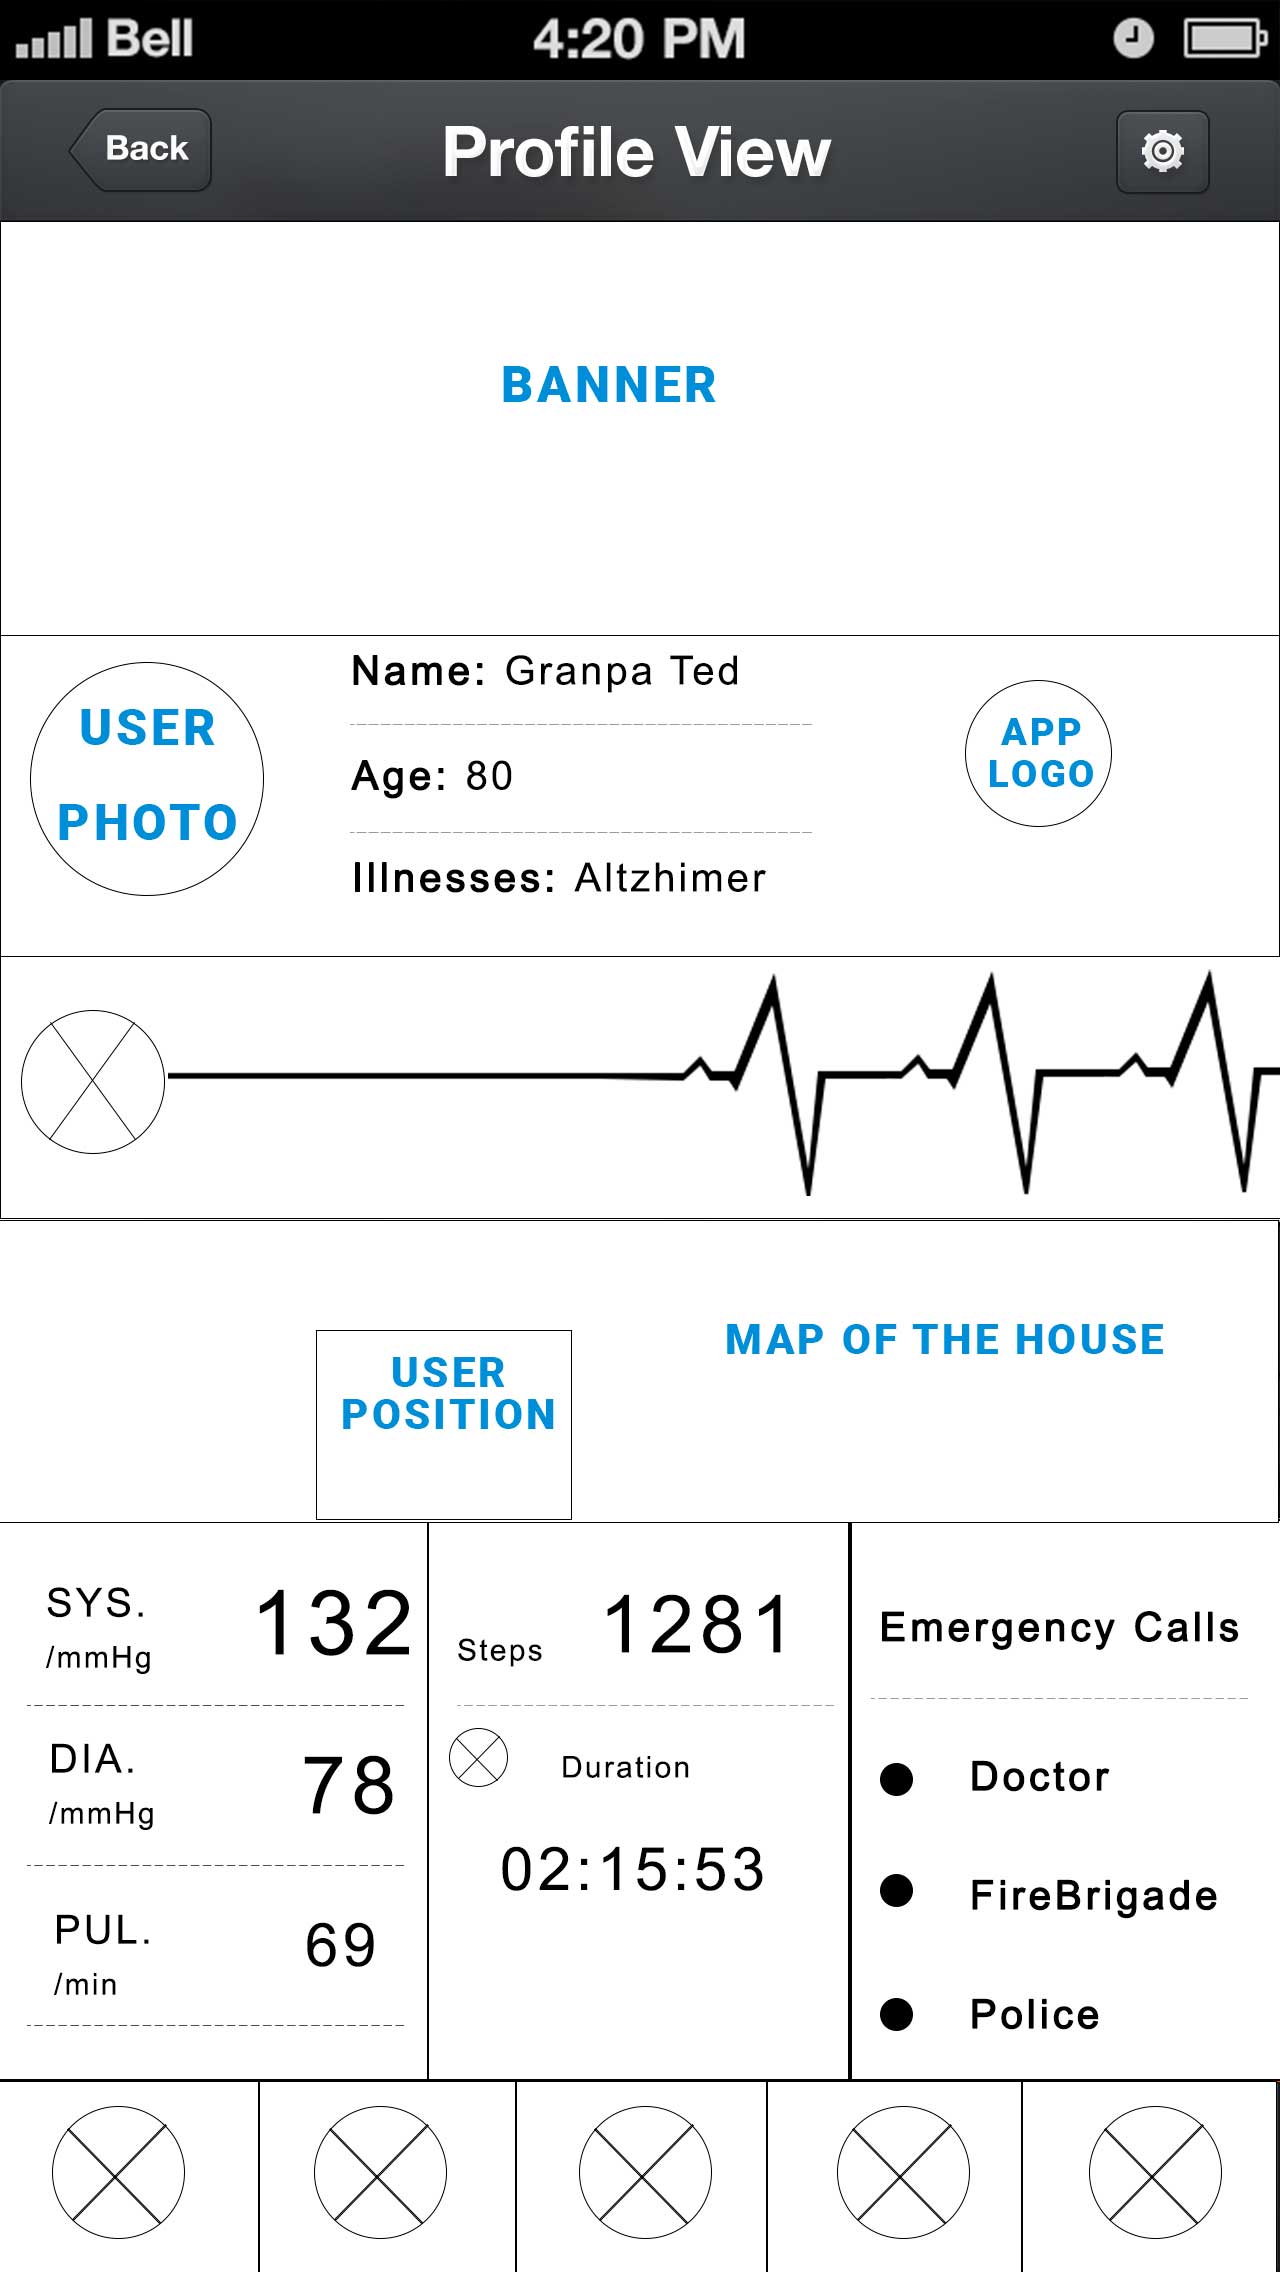 Bell 4:20 PM
Back Profile View
BANNER
USER
PHOTO
Name: Granpa Ted
Age: 80
Illnesses: Altzhimer
APP
LOGO
MAP OF THE HOUSE
USER
POSITION
SYS. 132
/mmHg
DIA. 78
/mmHg
PUL. 69
/min
Steps 1281
Duration
02:15:53
Emergency Calls
Doctor
FireBrigade
Police